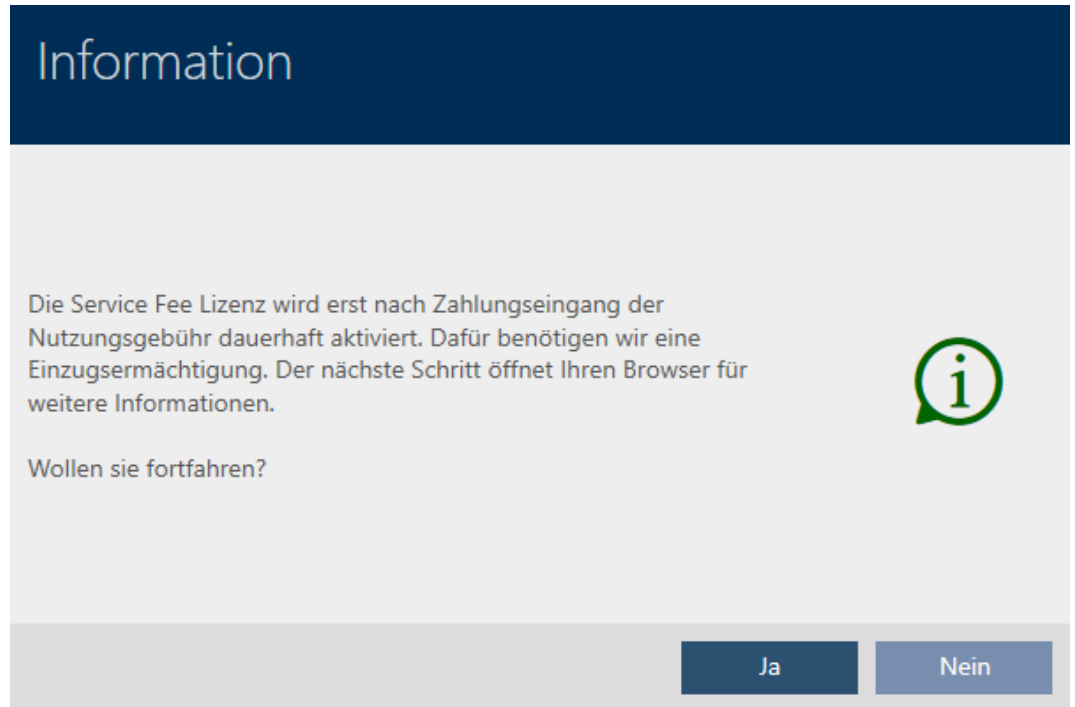 Information
Die Service Fee Lizenz wird erst nach Zahlungseingang der
Nutzungsgebühr dauerhaft aktiviert. Dafür benötigen wir eine
Einzugsermächtigung. Der nächste Schritt öffnet Ihren Browser für
weitere Informationen.
Wollen sie fortfahren?
i
Ja
Nein